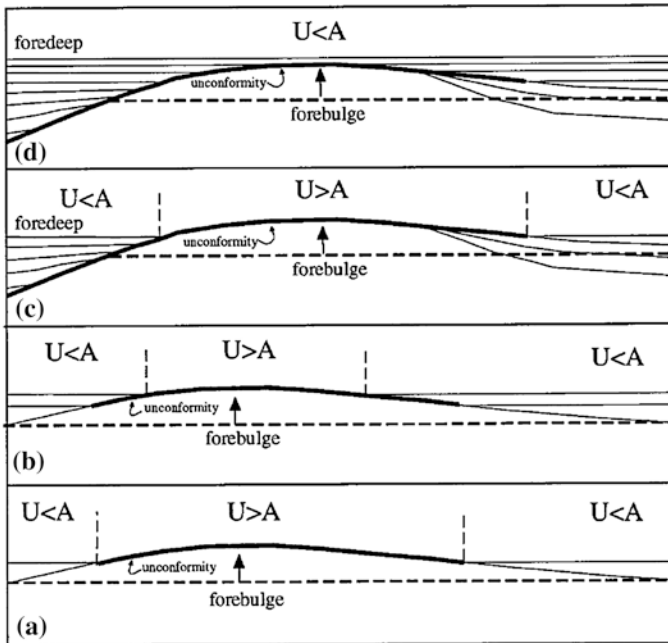 U<A
foredeep
unconformity
forebulge
(d)
U<A U>A U<A
foredeep
unconformity
forebulge
(c)
U<A U>A U<A
unconformity
forebulge
(b)
U<A U>A U<A
unconformity
forebulge
(a)